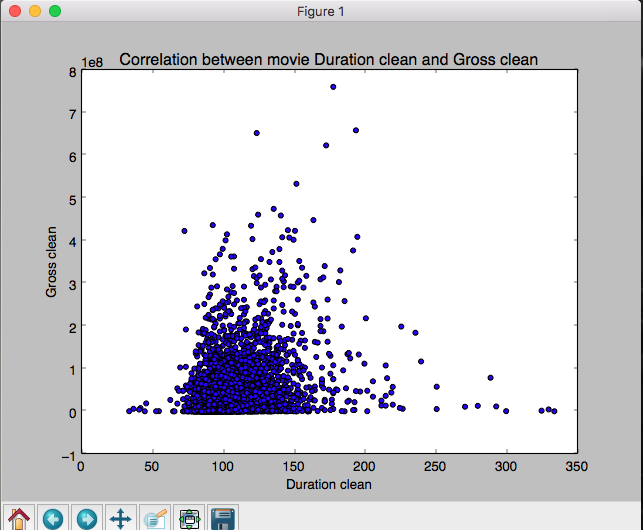 Figure 1
1e8
Correlation between movie Duration clean and Gross clean
8
7
6
5
4
3
2
1
0
−1
Gross clean
0 50 100 150 200 250 300 350
Duration clean